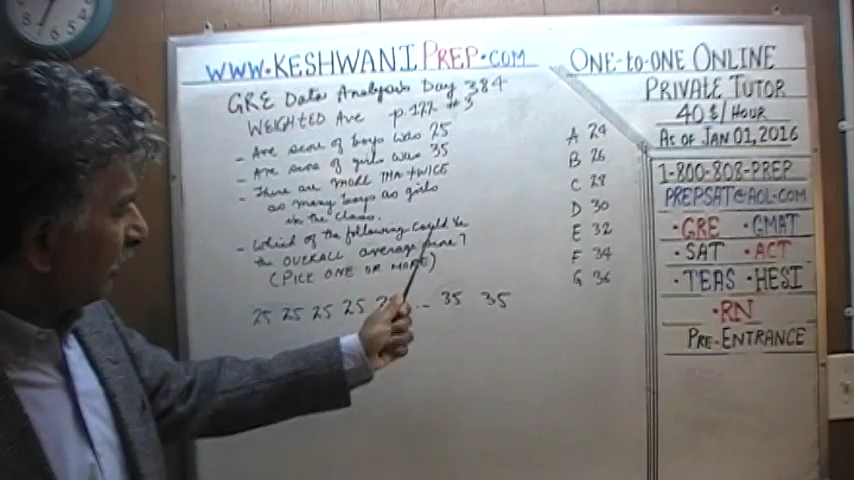 WWW.KESHWANIPREP.COM
GRE Data Analysis Day 384
WEIGHTED Ave p.122 #3
- Ave score of boys was 25
- Ave score of girls was 35
- There are MORE THAN TWICE
as many boys as girls
in the class.
- Which of the following could be
the OVERALL average score?
(PICK ONE OR MORE)
25 25 25 25 ... 35 35
A 24
B 26
C 28
D 30
E 32
F 34
G 36
ONE-to-ONE ONLINE
PRIVATE TUTOR
40 $/HOUR
AS OF JAN 01, 2016
1-800-808-PREP
PREPSAT@AOL.COM
• GRE • GMAT
• SAT • ACT
• TEAS • HESI
• RN
PRE-ENTRANCE